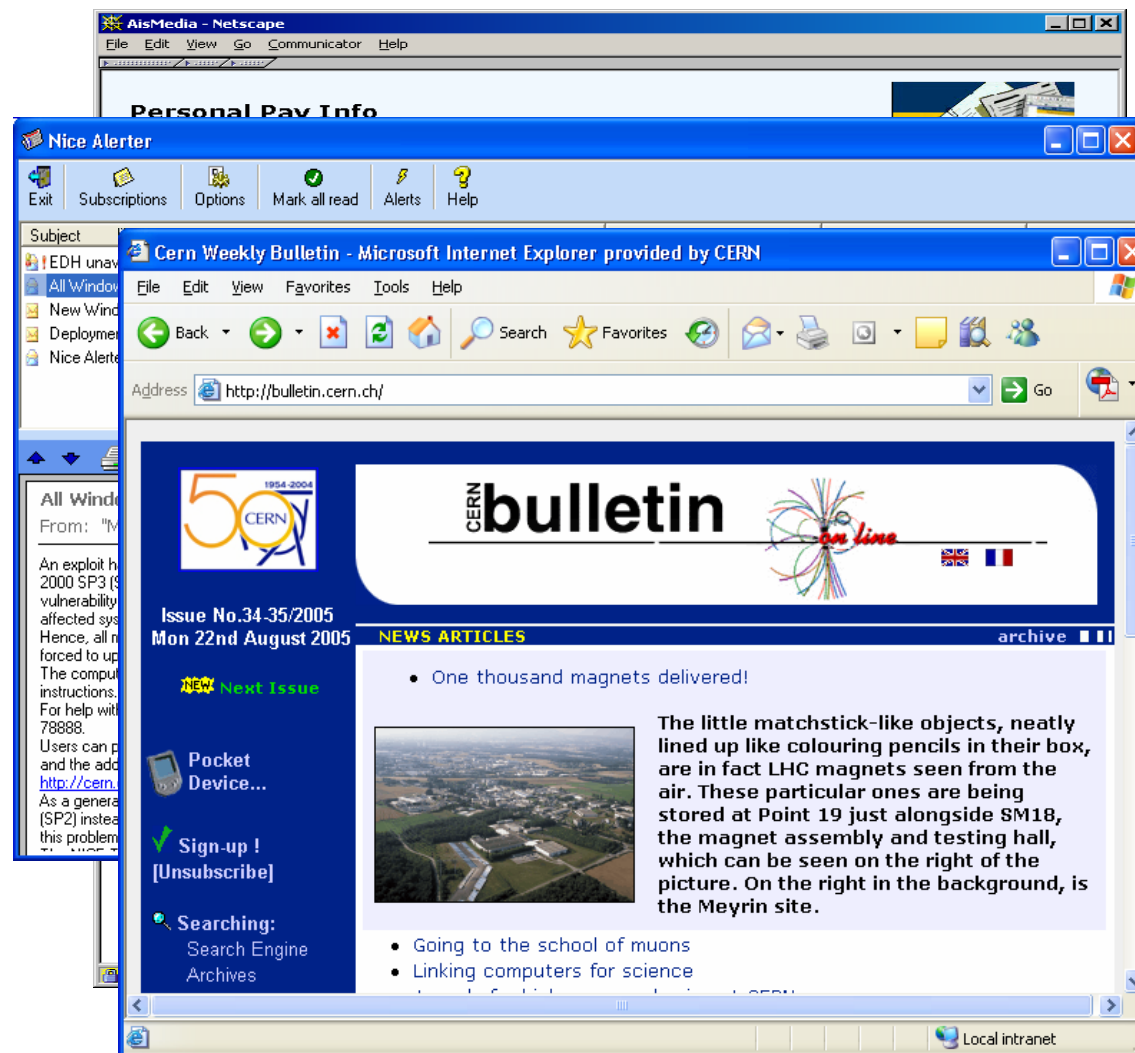 AisMedia - Netscape
File Edit View Go Communicator Help
Personal Pay Info
Nice Alerter
Exit Subscriptions Options Mark all read Alerts Help
Subject
! EDH unav
All Window
New Wind
Deploymen
Nice Alerte
All Windo
From: "M
An exploit h
2000 SP3 (S
vulnerability
affected sys
Hence, all m
forced to up
The comput
instructions.
For help with
78888.
Users can p
and the add
http://cern.
As a genera
(SP2) instea
this problem
Cern Weekly Bulletin - Microsoft Internet Explorer provided by CERN
File Edit View Favorites Tools Help
Back Search Favorites
Address http://bulletin.cern.ch/ Go
1954-2004
50
CERN
CERN bulletin
on line
Issue No.34-35/2005
Mon 22nd August 2005
NEW Next Issue
Pocket
Device...
Sign-up !
[Unsubscribe]
Searching:
Search Engine
Archives
NEWS ARTICLES archive
• One thousand magnets delivered!
The little matchstick-like objects, neatly
lined up like colouring pencils in their box,
are in fact LHC magnets seen from the
air. These particular ones are being
stored at Point 19 just alongside SM18,
the magnet assembly and testing hall,
which can be seen on the right of the
picture. On the right in the background, is
the Meyrin site.
• Going to the school of muons
• Linking computers for science
Local intranet